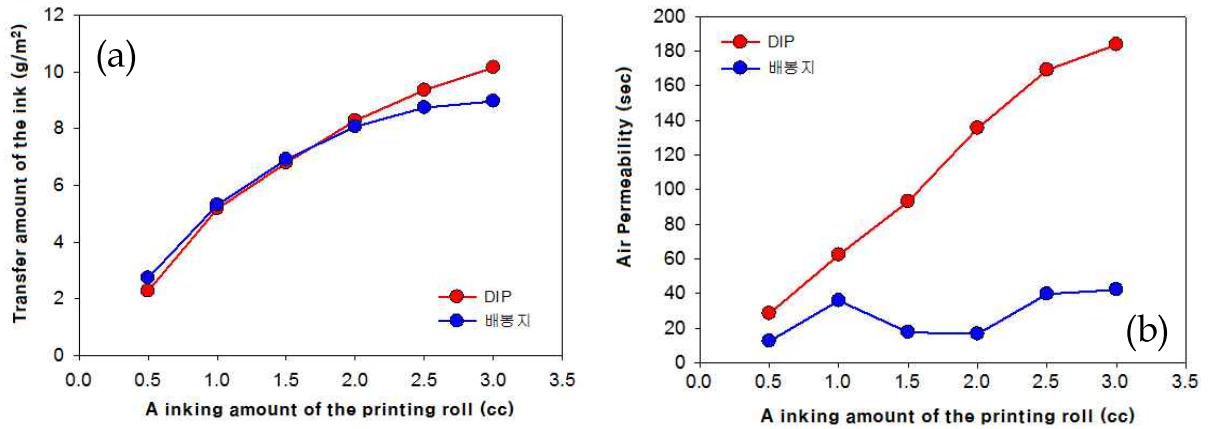 (a)
Transfer amount of the ink (g/m²)
12
10
8
6
4
2
0
DIP
배봉지
0.0 0.5 1.0 1.5 2.0 2.5 3.0 3.5
A inking amount of the printing roll (cc)
(b)
Air Permeability (sec)
200
180
160
140
120
100
80
60
40
20
0
DIP
배봉지
0.0 0.5 1.0 1.5 2.0 2.5 3.0 3.5
A inking amount of the printing roll (cc)